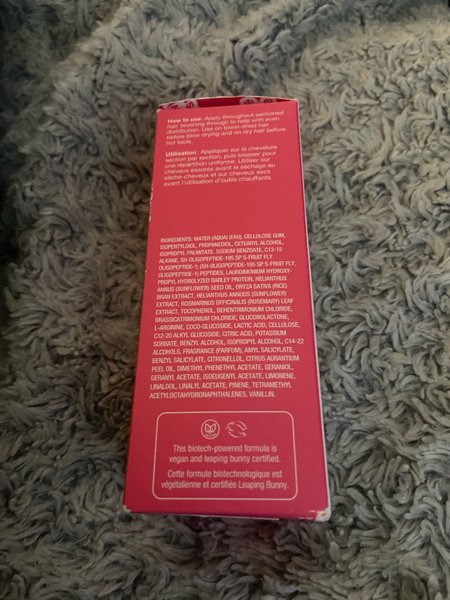 How to use: Apply throughout sectioned
hair, brushing through to help with even
distribution. Use on towel-dried hair
before blow drying and on dry hair before
hot tools.
Utilisation : Appliquer sur la chevelure
section par section, puis brosser pour
une répartition uniforme. Utiliser sur
cheveux essorés avant le séchage au
sèche-cheveux et sur cheveux secs
avant l'utilisation d'outils chauffants.
INGREDIENTS: WATER (AQUA) (EAU), CELLULOSE GUM,
ISOPENTYLDIOL, PROPANEDIOL, CETEARYL ALCOHOL,
ISOPROPYL PALMITATE, SODIUM BENZOATE, C13-15
ALKANE, SH-OLIGOPEPTIDE-195 SP S-FRUIT FLY
OLIGOPEPTIDE-1, (SH-OLIGOPEPTIDE-195 SP S-FRUIT FLY,
OLIGOPEPTIDE-1) PEPTIDES, LAURDIMONIUM HYDROXY-
PROPYL HYDROLYZED BARLEY PROTEIN, HELIANTHUS
ANNUS (SUNFLOWER) SEED OIL, ORYZA SATIVA (RICE)
BRAN EXTRACT, HELIANTHUS ANNUUS (SUNFLOWER)
EXTRACT, ROSMARINUS OFFICINALIS (ROSEMARY) LEAF
EXTRACT, TOCOPHEROL, BEHENTRIMONIUM CHLORIDE,
BRASSICATRIMONIUM CHLORIDE, GLUCONOLACTONE,
L-ARGININE, COCO-GLUCOSIDE, LACTIC ACID, CELLULOSE,
C12-20 ALKYL GLUCOSIDE, CITRIC ACID, POTASSIUM
SORBATE, BENZYL ALCOHOL, ISOPROPYL ALCOHOL, C14-22
ALCOHOLS, FRAGRANCE (PARFUM), AMYL SALICYLATE,
BENZYL SALICYLATE, CITRONELLOL, CITRUS AURANTIUM
PEEL OIL, DIMETHYL PHENETHYL ACETATE, GERANIOL,
GERANYL ACETATE, ISOEUGENYL ACETATE, LIMONENE,
LINALOOL, LINALYL ACETATE, PINENE, TETRAMETHYL
ACETYLOCTAHYDRONAPHTHALENES, VANILLIN.
This biotech-powered formula is
vegan and leaping bunny certified.
Cette formule biotechnologique est
végétalienne et certifiée Leaping Bunny.